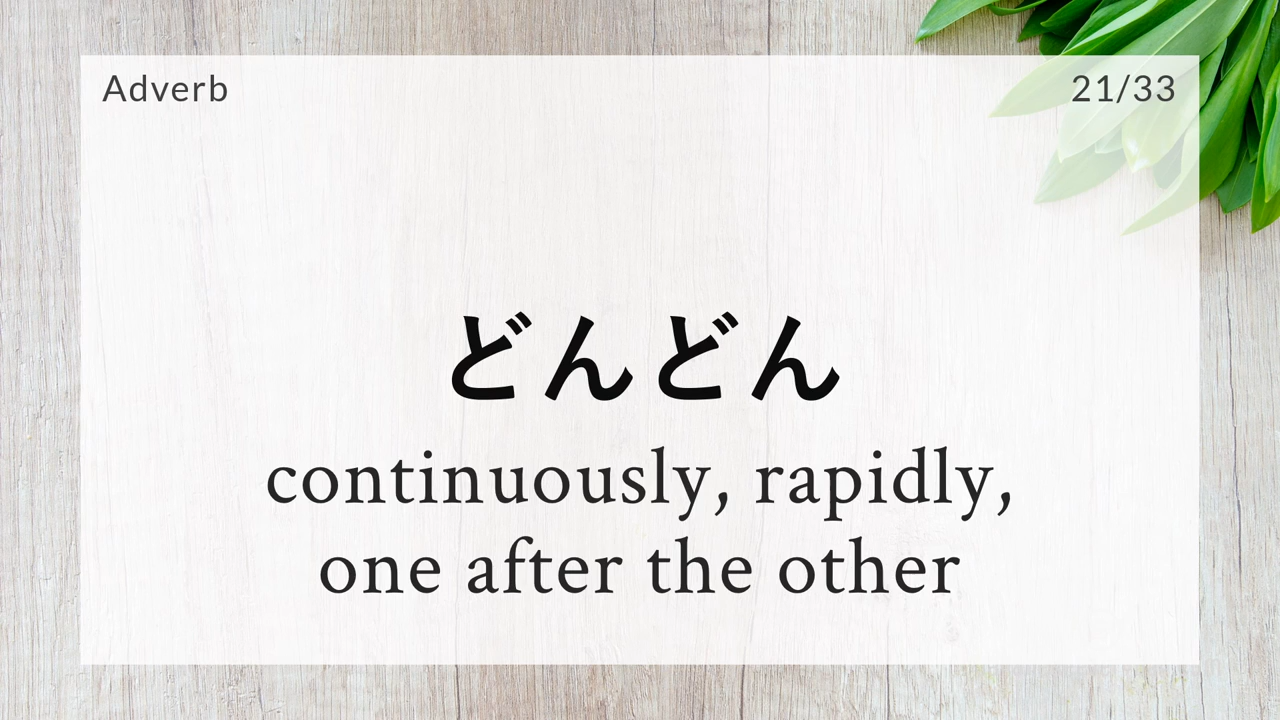 Adverb
21/33
どんどん
continuously, rapidly,
one after the other